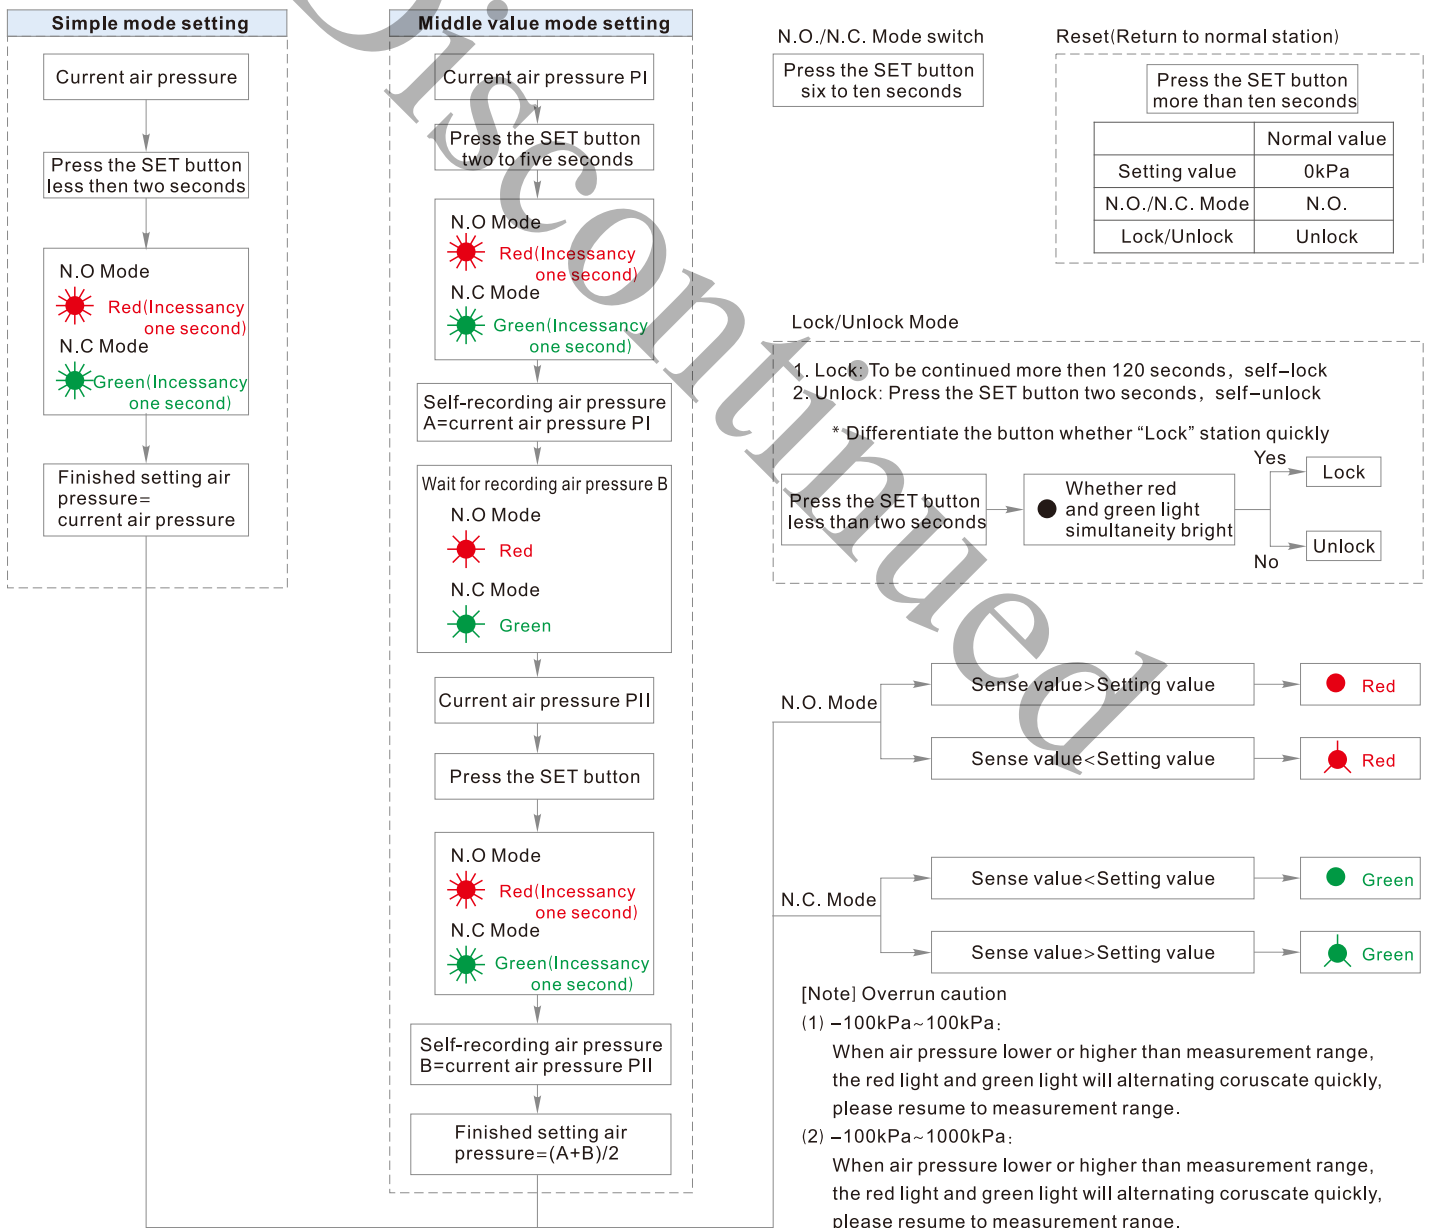 Simple mode setting
Current air pressure
Press the SET button
less then two seconds
N.O Mode
Red(Incessancy
one second)
N.C Mode
Green(Incessancy
one second)
Finished setting air
pressure=
current air pressure
Middle value mode setting
Current air pressure PI
Press the SET button
two to five seconds
N.O Mode
Red(Incessancy
one second)
N.C Mode
Green(Incessancy
one second)
Self-recording air pressure
A=current air pressure PI
Wait for recording air pressure B
N.O Mode
Red
N.C Mode
Green
Current air pressure PII
Press the SET button
N.O Mode
Red(Incessancy
one second)
N.C Mode
Green(Incessancy
one second)
Self-recording air pressure
B=current air pressure PII
Finished setting air
pressure=(A+B)/2
N.O./N.C. Mode switch
Press the SET button
six to ten seconds
Reset(Return to normal station)
Press the SET button
more than ten seconds
Normal value
Setting value 0kPa
N.O./N.C. Mode N.O.
Lock/Unlock Unlock
Lock/Unlock Mode
1. Lock: To be continued more then 120 seconds, self-lock
2. Unlock: Press the SET button two seconds, self-unlock
* Differentiate the button whether “Lock” station quickly
Press the SET button
less than two seconds
Whether red
and green light
simultaneity bright
Yes
Lock
No
Unlock
N.O. Mode
Sense value>Setting value
Red
Sense value<Setting value
Red
N.C. Mode
Sense value<Setting value
Green
Sense value>Setting value
Green
[Note] Overrun caution
(1) -100kPa~100kPa:
When air pressure lower or higher than measurement range,
the red light and green light will alternating coruscate quickly,
please resume to measurement range.
(2) -100kPa~1000kPa:
When air pressure lower or higher than measurement range,
the red light and green light will alternating coruscate quickly,
please resume to measurement range.
Discontinued